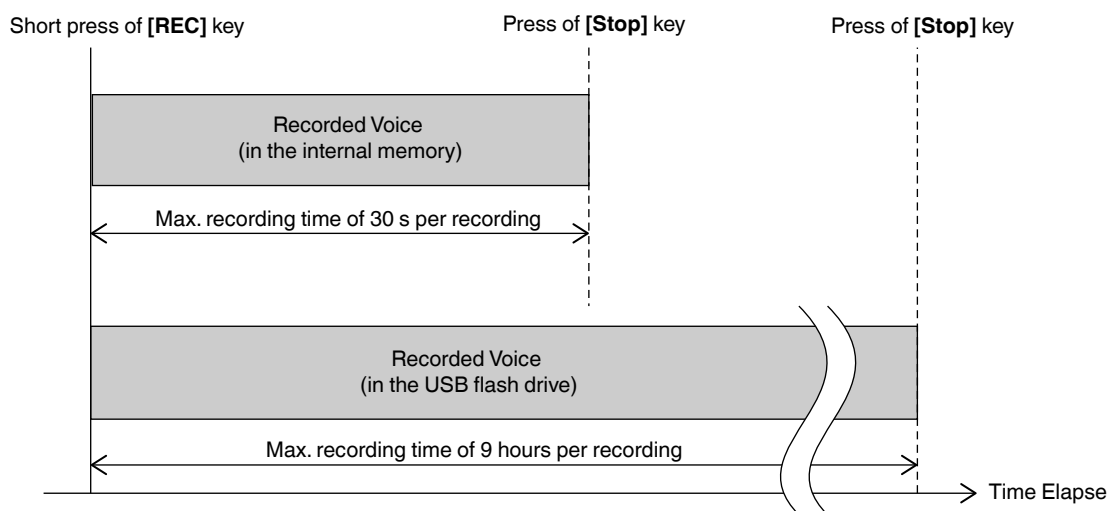 Short press of [REC] key
Press of [Stop] key
Press of [Stop] key
Recorded Voice
(in the internal memory)
Max. recording time of 30 s per recording
Recorded Voice
(in the USB flash drive)
Max. recording time of 9 hours per recording
Time Elapse